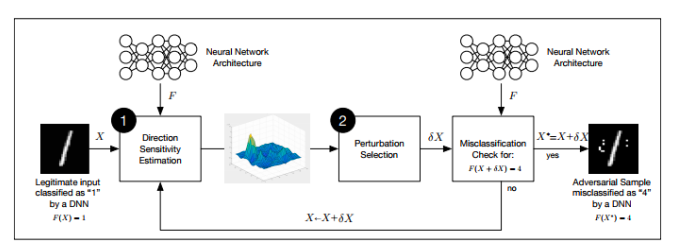 Neural Network
Architecture
Neural Network
Architecture
F
F
1
2
X
Direction
Sensitivity
Estimation
Perturbation
Selection
δX
Misclassification
Check for:
F(X + δX) = 4
X*=X+δX
yes
no
Legitimate input
classified as "1"
by a DNN
F(X) = 1
Adversarial Sample
misclassified as "4"
by a DNN
F(X*) = 4
X←X+δX